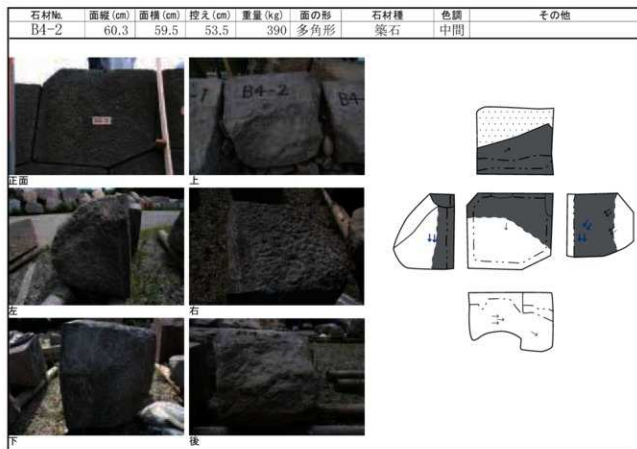 石材No. 面縦(cm) 面横(cm) 控え(cm) 重量(kg) 面の形 石材種 色調 その他
B4-2 60.3 59.5 53.5 390 多角形 築石 中間
B4-2
正面 上
左 右
下 後